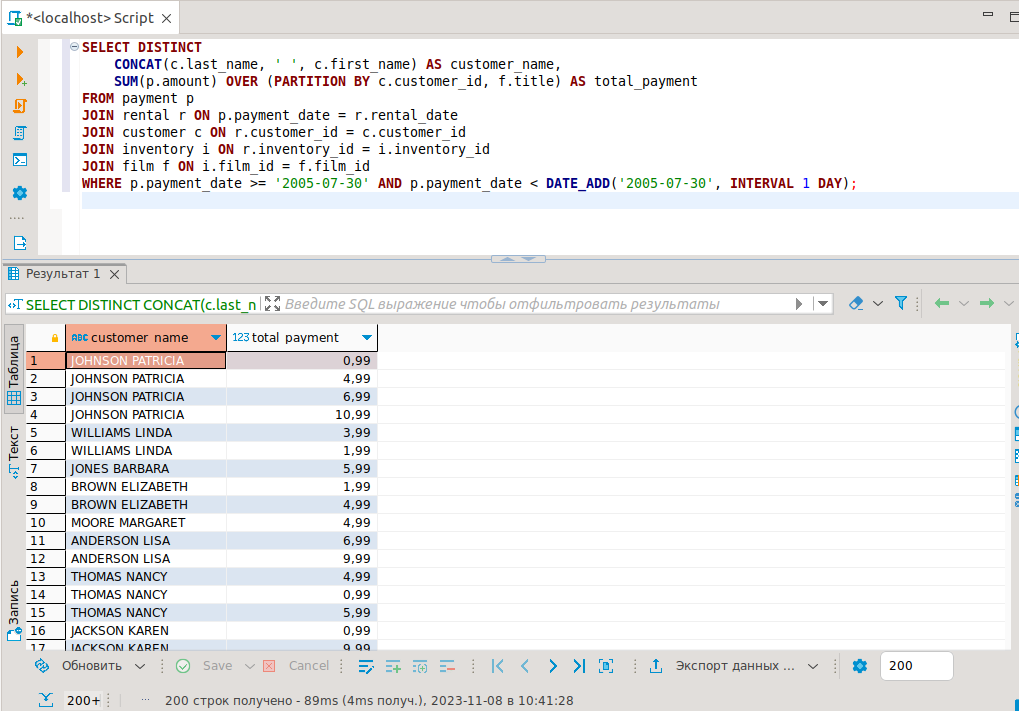 *<localhost> Script
SELECT DISTINCT
CONCAT(c.last_name, ' ', c.first_name) AS customer_name,
SUM(p.amount) OVER (PARTITION BY c.customer_id, f.title) AS total_payment
FROM payment p
JOIN rental r ON p.payment_date = r.rental_date
JOIN customer c ON r.customer_id = c.customer_id
JOIN inventory i ON r.inventory_id = i.inventory_id
JOIN film f ON i.film_id = f.film_id
WHERE p.payment_date >= '2005-07-30' AND p.payment_date < DATE_ADD('2005-07-30', INTERVAL 1 DAY);
Результат 1
SELECT DISTINCT CONCAT(c.last_n Введите SQL выражение чтобы отфильтровать результаты
Таблица
Текст
Запись
ABC customer_name 123 total_payment
1 JOHNSON PATRICIA 0,99
2 JOHNSON PATRICIA 4,99
3 JOHNSON PATRICIA 6,99
4 JOHNSON PATRICIA 10,99
5 WILLIAMS LINDA 3,99
6 WILLIAMS LINDA 1,99
7 JONES BARBARA 5,99
8 BROWN ELIZABETH 1,99
9 BROWN ELIZABETH 4,99
10 MOORE MARGARET 4,99
11 ANDERSON LISA 6,99
12 ANDERSON LISA 9,99
13 THOMAS NANCY 4,99
14 THOMAS NANCY 0,99
15 THOMAS NANCY 5,99
16 JACKSON KAREN 0,99
17 JACKSON KAREN 9,99
Обновить Save Cancel Экспорт данных ... 200
200+ ... 200 строк получено - 89ms (4ms получ.), 2023-11-08 в 10:41:28